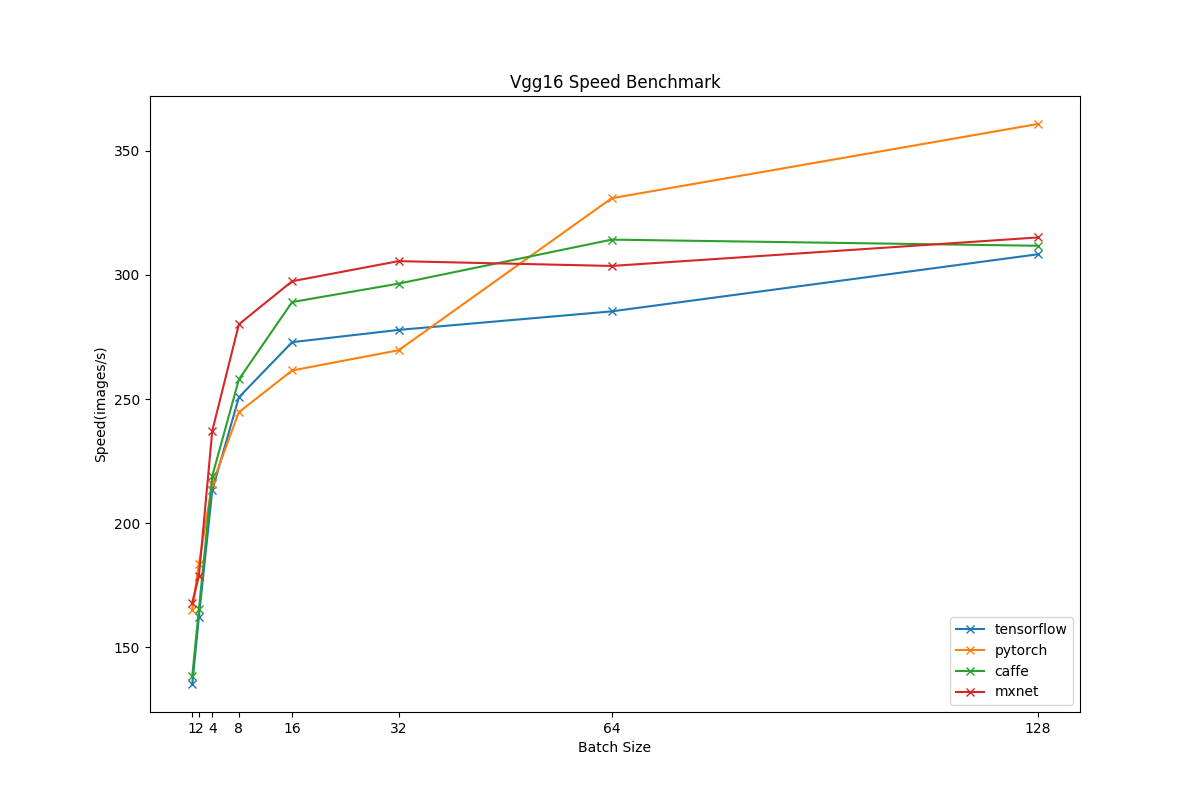 Vgg16 Speed Benchmark
350
300
250
200
150
Speed(images/s)
1 2 4 8 16 32 64 128
Batch Size
tensorflow
pytorch
caffe
mxnet